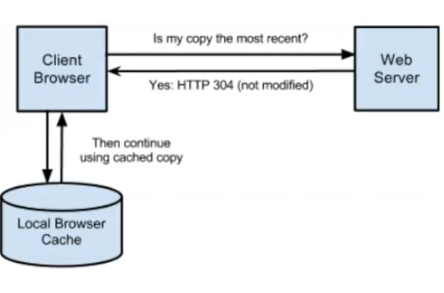 Is my copy the most recent?
Client
Browser
Web
Server
Yes: HTTP 304 (not modified)
Then continue
using cached copy
Local Browser
Cache